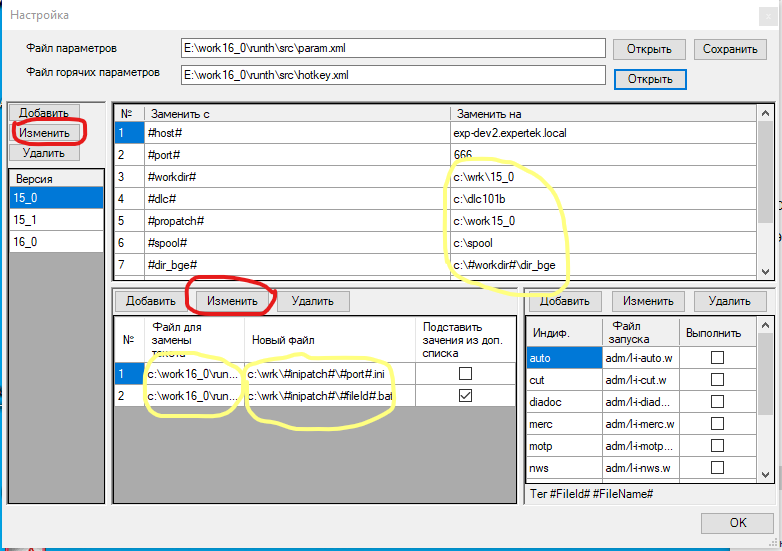 Настройка
Файл параметров E:\work16_0\runth\src\param.xml Открыть Сохранить
Файл горячих параметров E:\work16_0\runth\src\hotkey.xml Открыть
Добавить
Изменить
Удалить
Версия
15_0
15_1
16_0
№ Заменить с Заменить на
1 #host# exp-dev2.expertek.local
2 #port# 666
3 #workdir# c:\wrk\15_0
4 #dlc# c:\dlc101b
5 #propatch# c:\work15_0
6 #spool# c:\spool
7 #dir_bge# c:\#workdir#\dir_bge
Добавить Изменить Удалить
№ Файл для замены текста Новый файл Подставить зачения из доп. списка
1 c:\work16_0\run... c:\wrk\#inipatch#\#port#.ini
2 c:\work16_0\run... c:\wrk\#inipatch#\#fileId#.bat
Добавить Изменить Удалить
Индиф. Файл запуска Выполнить
auto adm/l-i-auto.w
cut adm/l-i-cut.w
diadoc adm/l-i-diad...
merc adm/l-i-merc.w
motp adm/l-i-motp...
nws adm/l-i-nws.w
Тег #FileId# #FileName#
OK